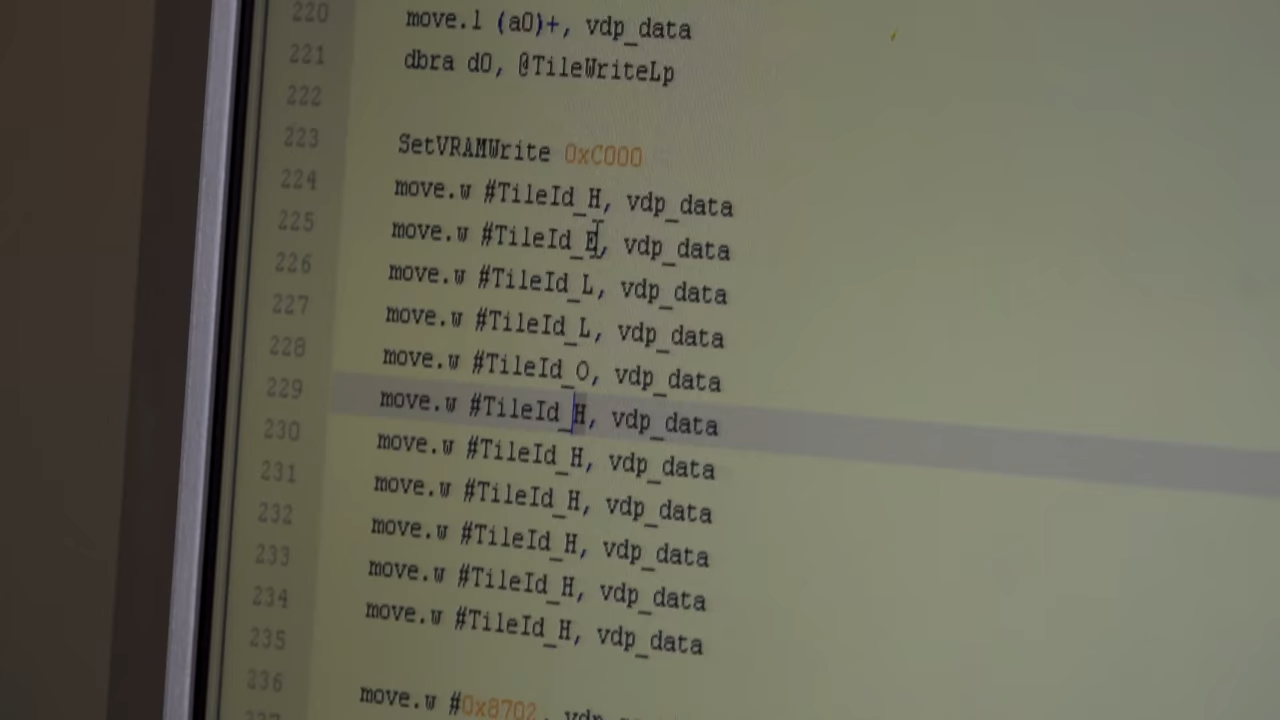 220 move.l (a0)+, vdp_data
221 dbra d0, @TileWriteLp
222
223 SetVRAMWrite 0xC000
224 move.w #TileId_H, vdp_data
225 move.w #TileId_E, vdp_data
226 move.w #TileId_L, vdp_data
227 move.w #TileId_L, vdp_data
228 move.w #TileId_O, vdp_data
229 move.w #TileId_H, vdp_data
230 move.w #TileId_H, vdp_data
231 move.w #TileId_H, vdp_data
232 move.w #TileId_H, vdp_data
233 move.w #TileId_H, vdp_data
234 move.w #TileId_H, vdp_data
235
236 move.w #0x8702,